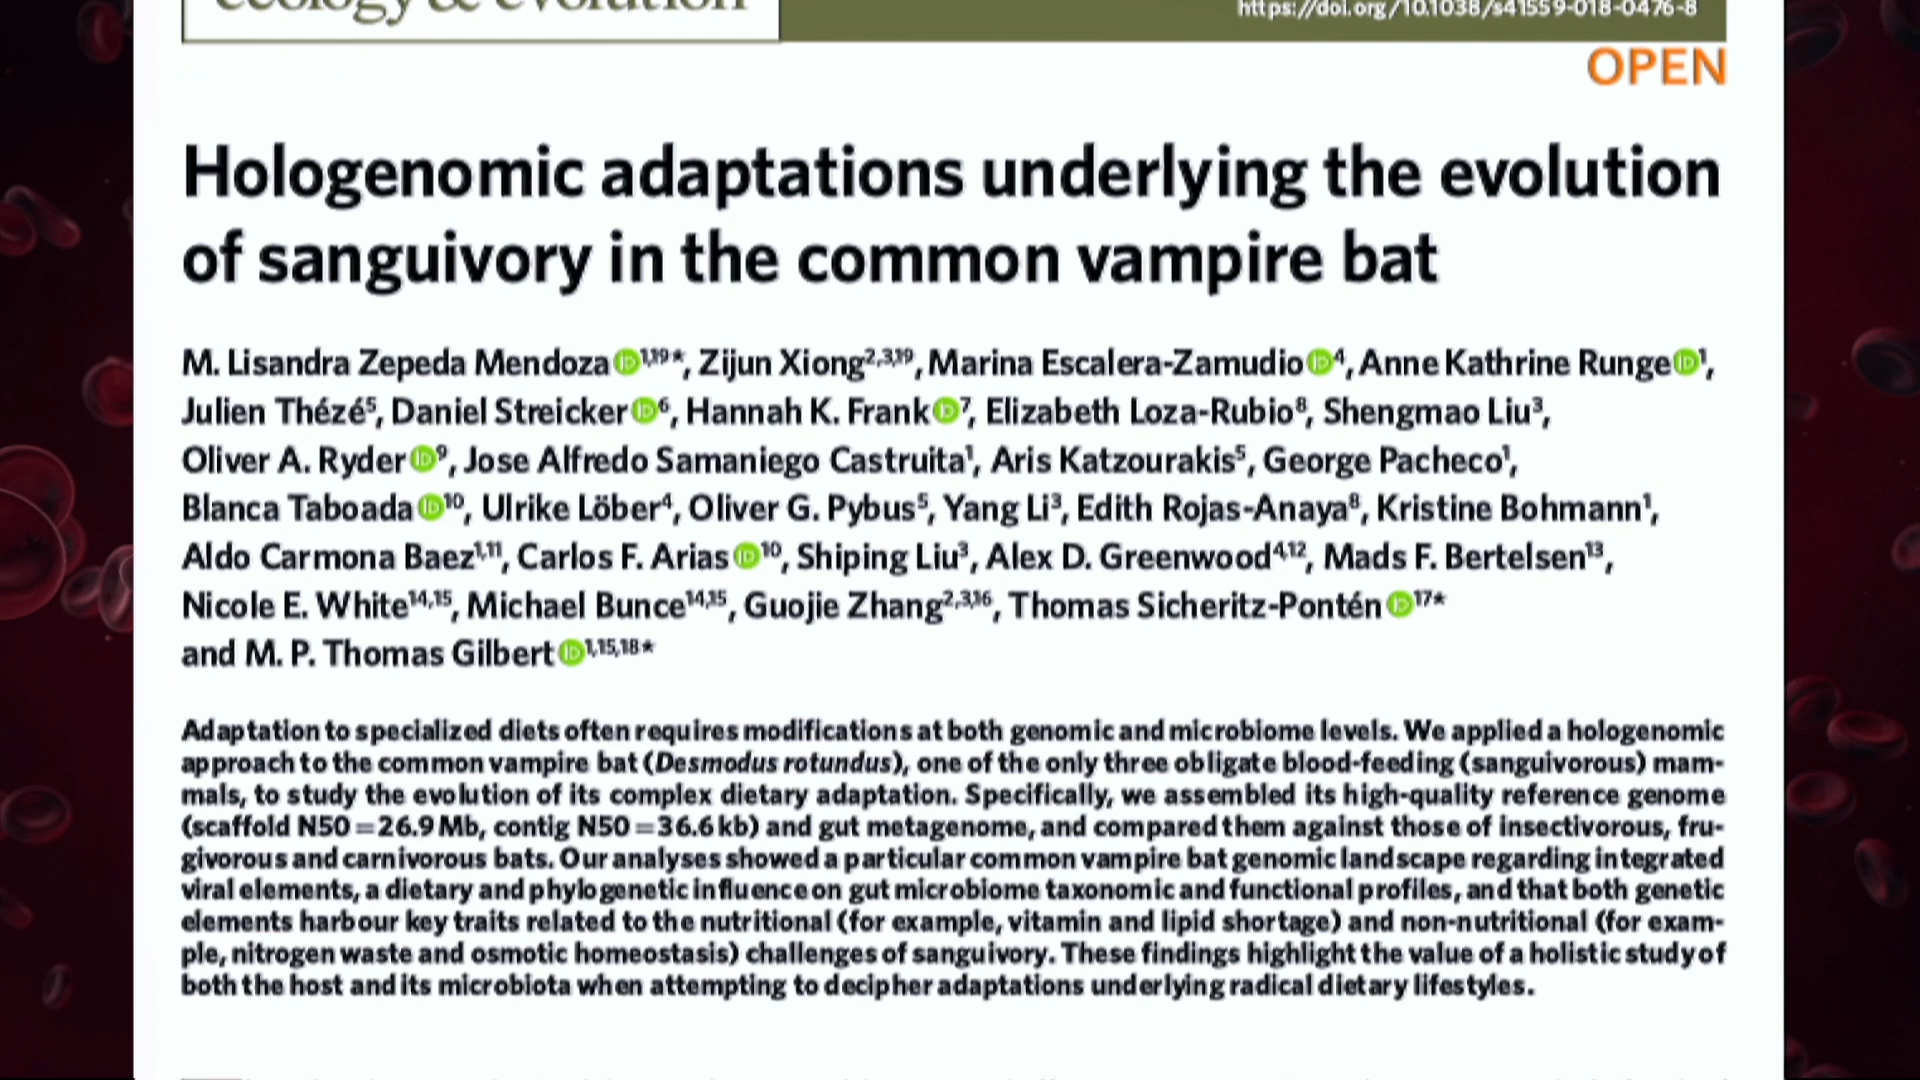 ecology & evolution
https://doi.org/10.1038/s41559-018-0476-8
OPEN
Hologenomic adaptations underlying the evolution
of sanguivory in the common vampire bat
M. Lisandra Zepeda Mendoza iD 1,19*, Zijun Xiong2,3,19, Marina Escalera-Zamudio iD 4, Anne Kathrine Runge iD 1,
Julien Thézé5, Daniel Streicker iD 6, Hannah K. Frank iD 7, Elizabeth Loza-Rubio8, Shengmao Liu3,
Oliver A. Ryder iD 9, Jose Alfredo Samaniego Castruita1, Aris Katzourakis5, George Pacheco1,
Blanca Taboada iD 10, Ulrike Löber4, Oliver G. Pybus5, Yang Li3, Edith Rojas-Anaya8, Kristine Bohmann1,
Aldo Carmona Baez1,11, Carlos F. Arias iD 10, Shiping Liu3, Alex D. Greenwood4,12, Mads F. Bertelsen13,
Nicole E. White14,15, Michael Bunce14,15, Guojie Zhang2,3,16, Thomas Sicheritz-Pontén iD 17*
and M. P. Thomas Gilbert iD 1,15,18*
Adaptation to specialized diets often requires modifications at both genomic and microbiome levels. We applied a hologenomic
approach to the common vampire bat (Desmodus rotundus), one of the only three obligate blood-feeding (sanguivorous) mam-
mals, to study the evolution of its complex dietary adaptation. Specifically, we assembled its high-quality reference genome
(scaffold N50 = 26.9 Mb, contig N50 = 36.6 kb) and gut metagenome, and compared them against those of insectivorous, fru-
givorous and carnivorous bats. Our analyses showed a particular common vampire bat genomic landscape regarding integrated
viral elements, a dietary and phylogenetic influence on gut microbiome taxonomic and functional profiles, and that both genetic
elements harbour key traits related to the nutritional (for example, vitamin and lipid shortage) and non-nutritional (for exam-
ple, nitrogen waste and osmotic homeostasis) challenges of sanguivory. These findings highlight the value of a holistic study of
both the host and its microbiota when attempting to decipher adaptations underlying radical dietary lifestyles.